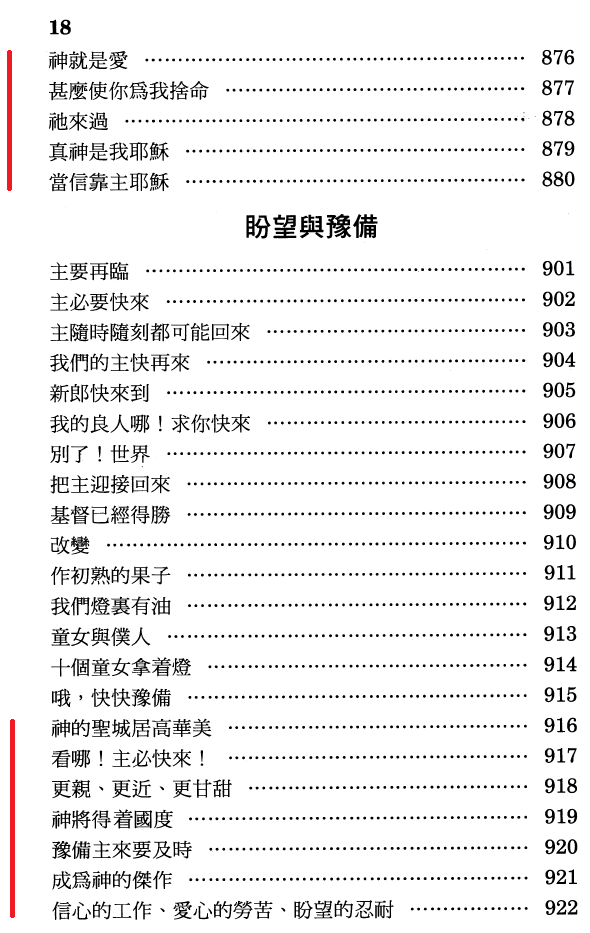 18
神就是愛 ………………………………………………… 876
甚麼使你爲我捨命 ……………………………………… 877
祂來過 …………………………………………………… 878
真神是我耶穌 …………………………………………… 879
當信靠主耶穌 …………………………………………… 880
盼望與豫備
主要再臨 ………………………………………………… 901
主必要快來 ……………………………………………… 902
主隨時隨刻都可能回來 ………………………………… 903
我們的主快再來 ………………………………………… 904
新郎快來到 ……………………………………………… 905
我的良人哪！求你快來 ………………………………… 906
別了！世界 ……………………………………………… 907
把主迎接回來 …………………………………………… 908
基督已經得勝 …………………………………………… 909
改變 ……………………………………………………… 910
作初熟的果子 …………………………………………… 911
我們燈裏有油 …………………………………………… 912
童女與僕人 ……………………………………………… 913
十個童女拿着燈 ………………………………………… 914
哦，快快豫備 …………………………………………… 915
神的聖城居高華美 ……………………………………… 916
看哪！主必快來！ ……………………………………… 917
更親、更近、更甘甜 …………………………………… 918
神將得着國度 …………………………………………… 919
豫備主來要及時 ………………………………………… 920
成爲神的傑作 …………………………………………… 921
信心的工作、愛心的勞苦、盼望的忍耐 ……………… 922